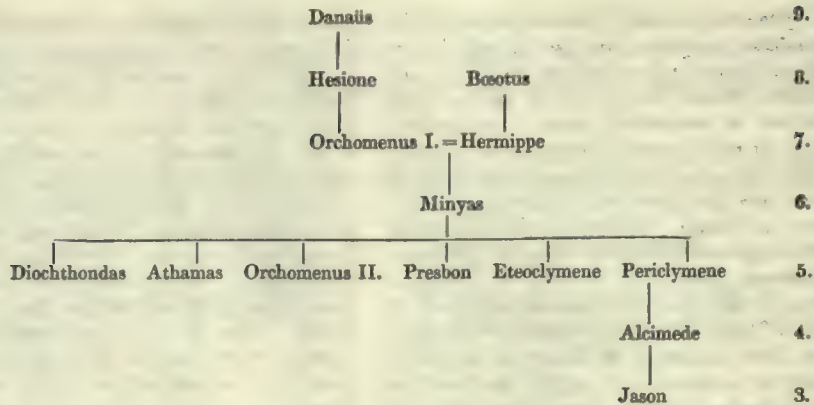 Danaüs 9.
Hesione Bœotus 8.
Orchomenus I. = Hermippe 7.
Minyas 6.
Diochthondas Athamas Orchomenus II. Presbon Eteoclymene Periclymene 5.
Alcimede 4.
Jason 3.